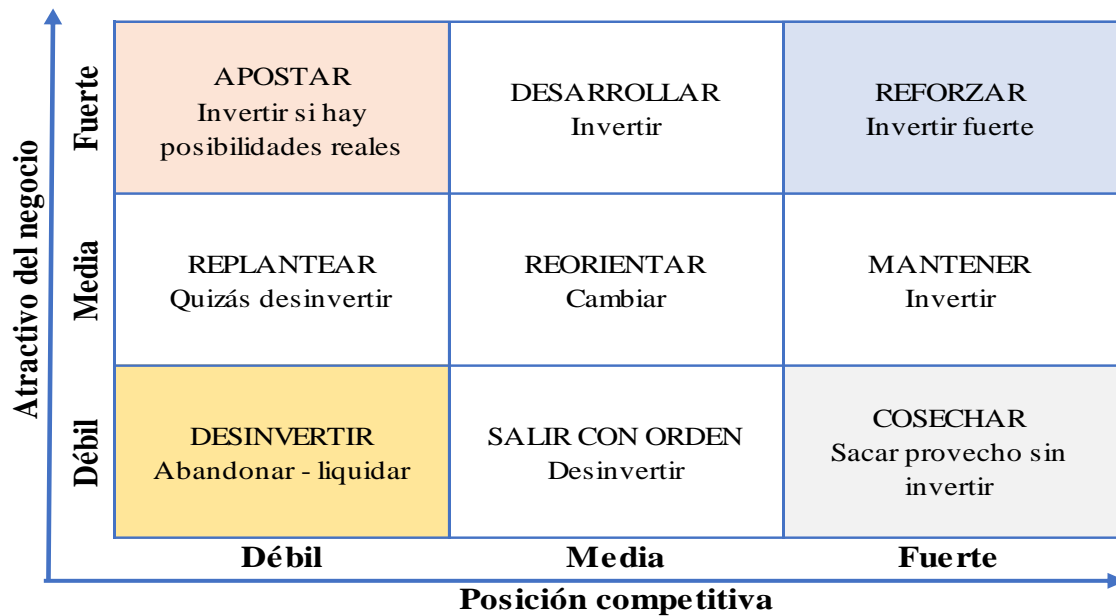 Atractivo del negocio
Fuerte
APOSTAR
Invertir si hay
posibilidades reales
DESARROLLAR
Invertir
REFORZAR
Invertir fuerte
Media
REPLANTEAR
Quizás desinvertir
REORIENTAR
Cambiar
MANTENER
Invertir
Débil
DESINVERTIR
Abandonar - liquidar
SALIR CON ORDEN
Desinvertir
COSECHAR
Sacar provecho sin
invertir
Débil
Media
Fuerte
Posición competitiva